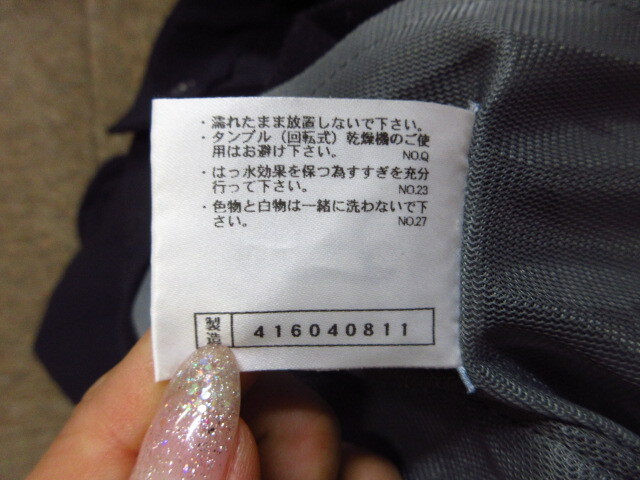 ・濡れたまま放置しないで下さい。
・タンブル（回転式）乾燥機のご使
用はお避け下さい。 NO.Q
・はっ水効果を保つ為すすぎを充分
行って下さい。 NO.23
・色物と白物は一緒に洗わないで下
さい。 NO.27
製造 416040811